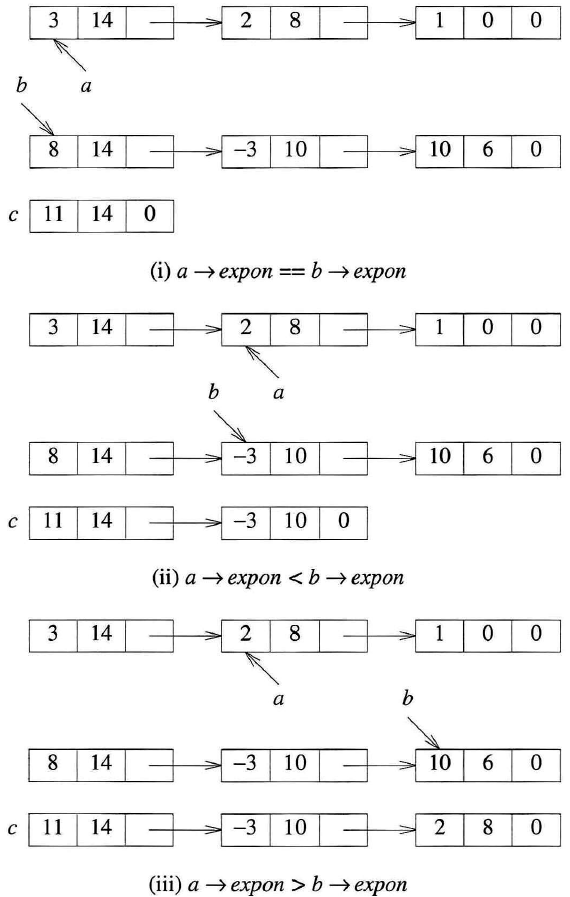 3 14 2 8 1 0 0
a
b
8 14 −3 10 10 6 0
c 11 14 0
(i) a → expon == b → expon
3 14 2 8 1 0 0
a
b
8 14 −3 10 10 6 0
c 11 14 −3 10 0
(ii) a → expon < b → expon
3 14 2 8 1 0 0
a
b
8 14 −3 10 10 6 0
c 11 14 −3 10 2 8 0
(iii) a → expon > b → expon